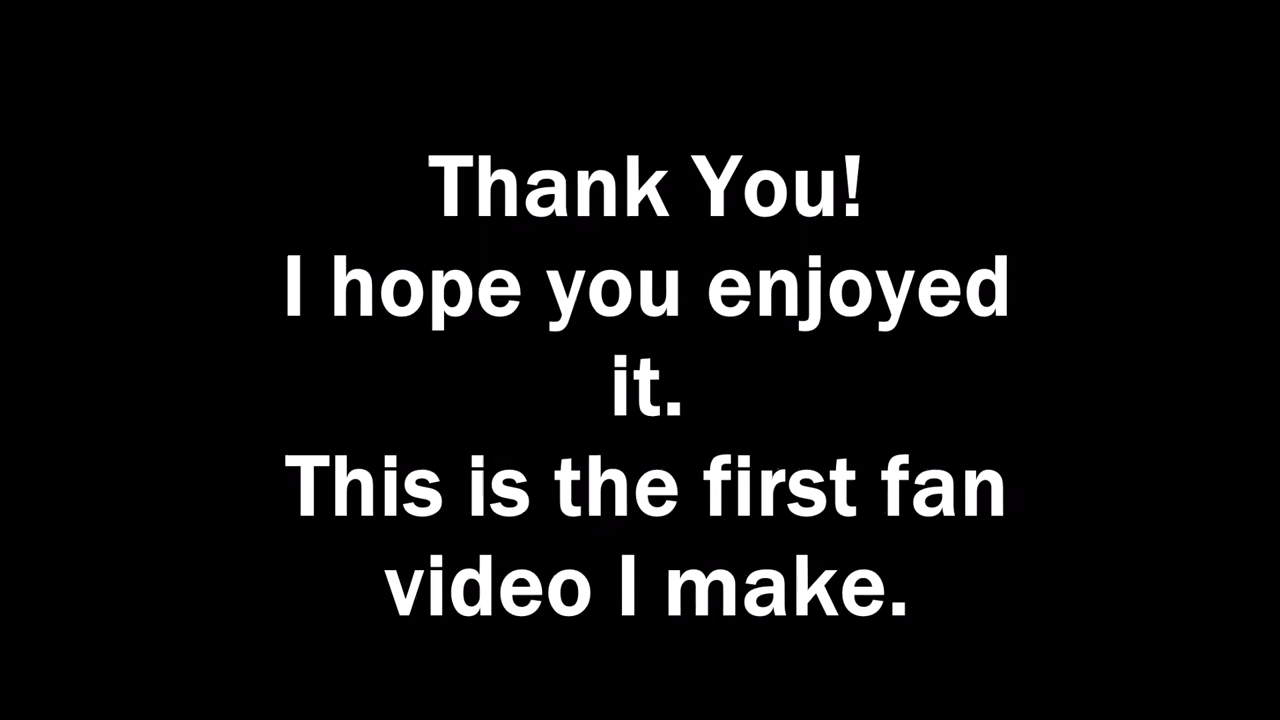 Thank You!
I hope you enjoyed
it.
This is the first fan
video I make.